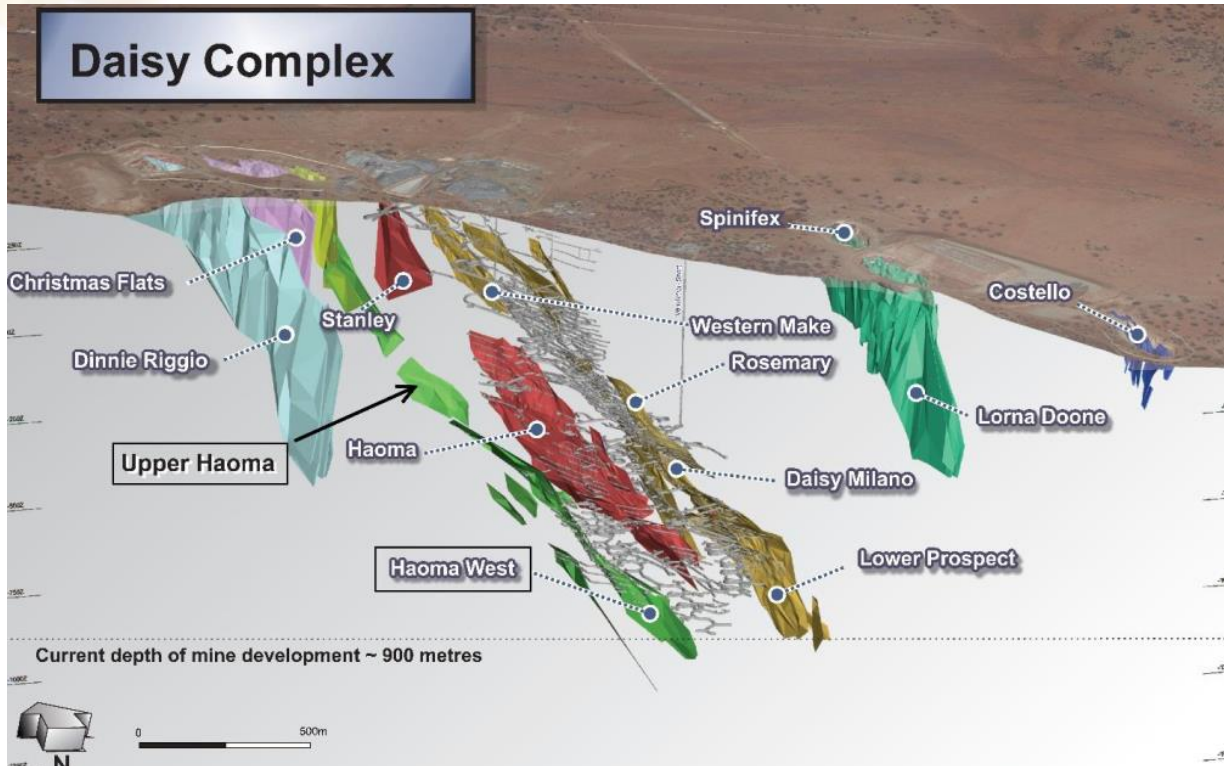 Daisy Complex
Spinifex
Christmas Flats
Costello
Stanley
Western Make
Dinnie Riggio
Rosemary
Lorna Doone
Upper Haoma
Haoma
Daisy Milano
Haoma West
Lower Prospect
Current depth of mine development ~ 900 metres
0
500m
N